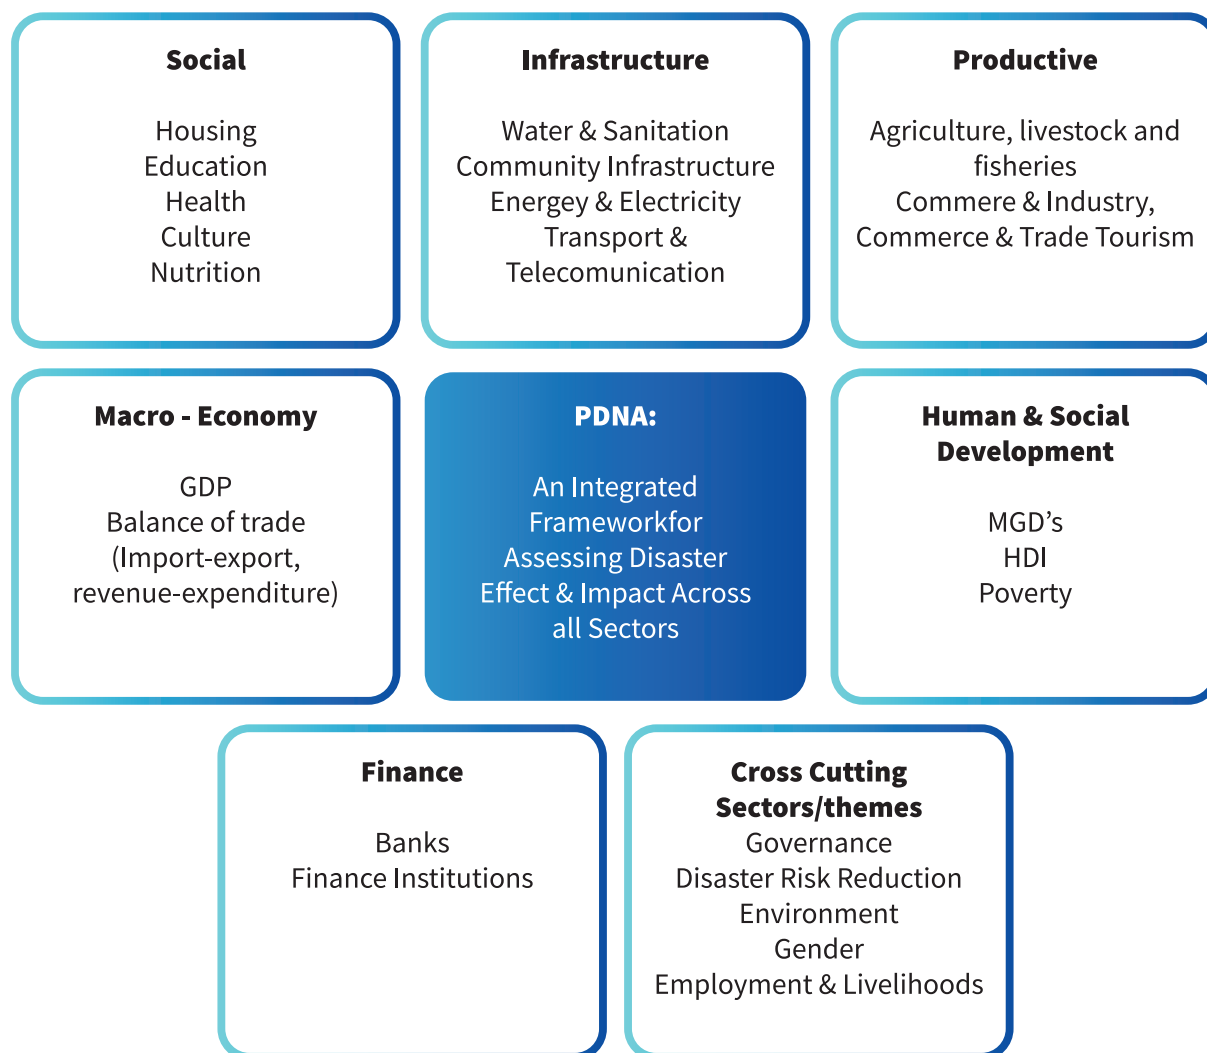 Social
Housing
Education
Health
Culture
Nutrition
Infrastructure
Water & Sanitation
Community Infrastructure
Energey & Electricity
Transport &
Telecomunication
Productive
Agriculture, livestock and
fisheries
Commere & Industry,
Commerce & Trade Tourism
Macro - Economy
GDP
Balance of trade
(Import-export,
revenue-expenditure)
PDNA:
An Integrated
Frameworkfor
Assessing Disaster
Effect & Impact Across
all Sectors
Human & Social
Development
MGD’s
HDI
Poverty
Finance
Banks
Finance Institutions
Cross Cutting
Sectors/themes
Governance
Disaster Risk Reduction
Environment
Gender
Employment & Livelihoods